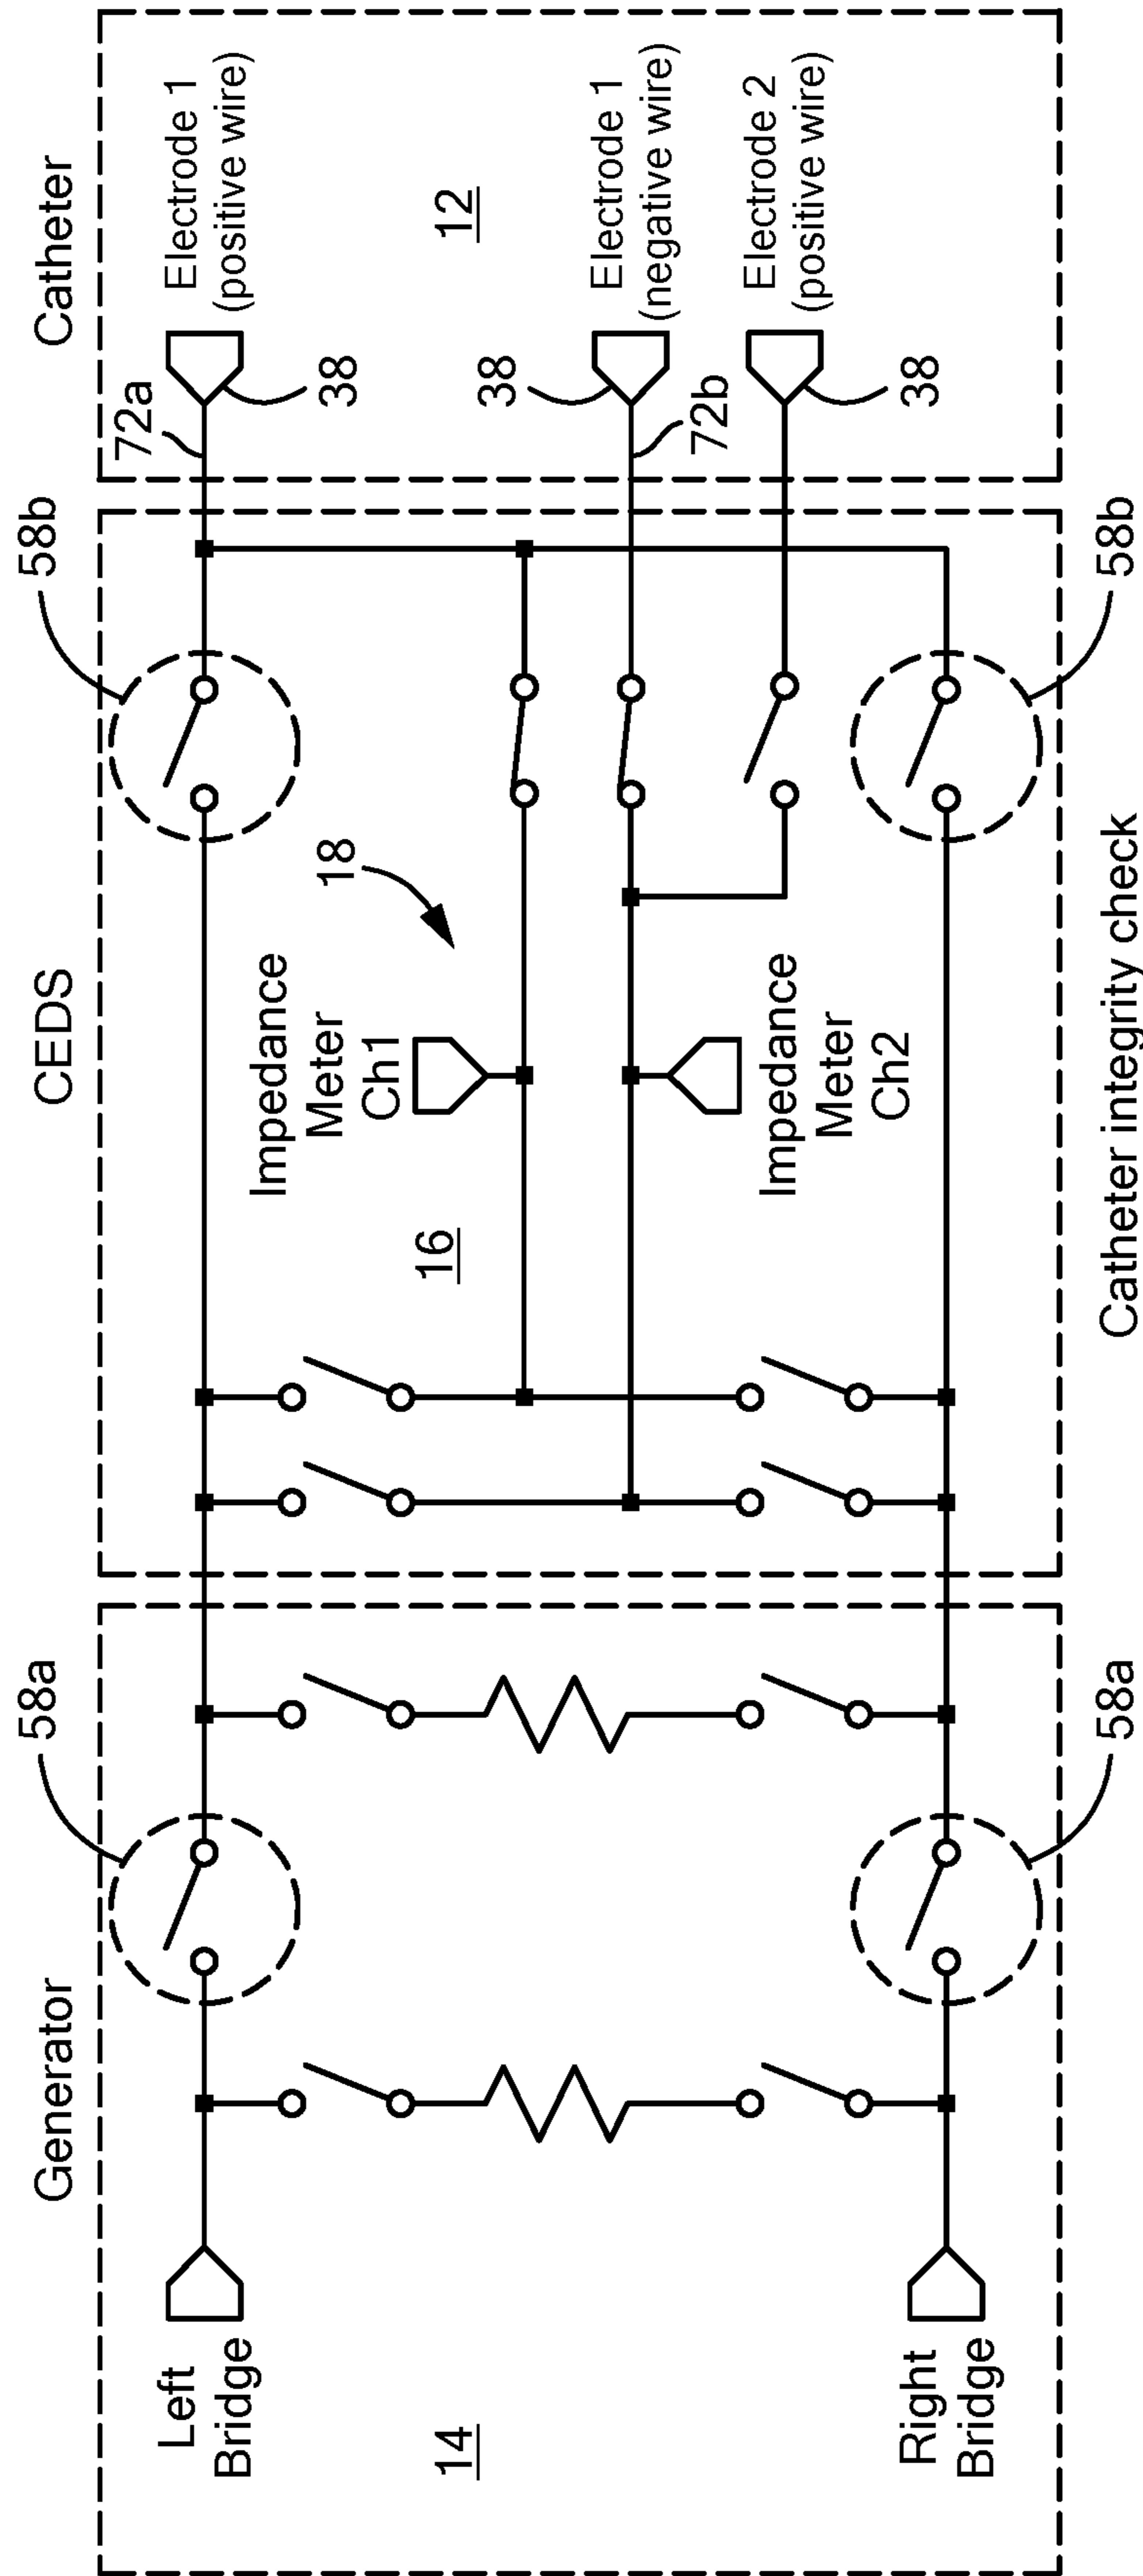 Generator
CEDS
Catheter
58a
58b
72a
Left
Bridge
Electrode 1
(positive wire)
38
Impedance
Meter
Ch1
18
14
16
12
38
Electrode 1
(negative wire)
72b
Impedance
Meter
Ch2
Electrode 2
(positive wire)
38
Right
Bridge
58a
58b
Catheter integrity check